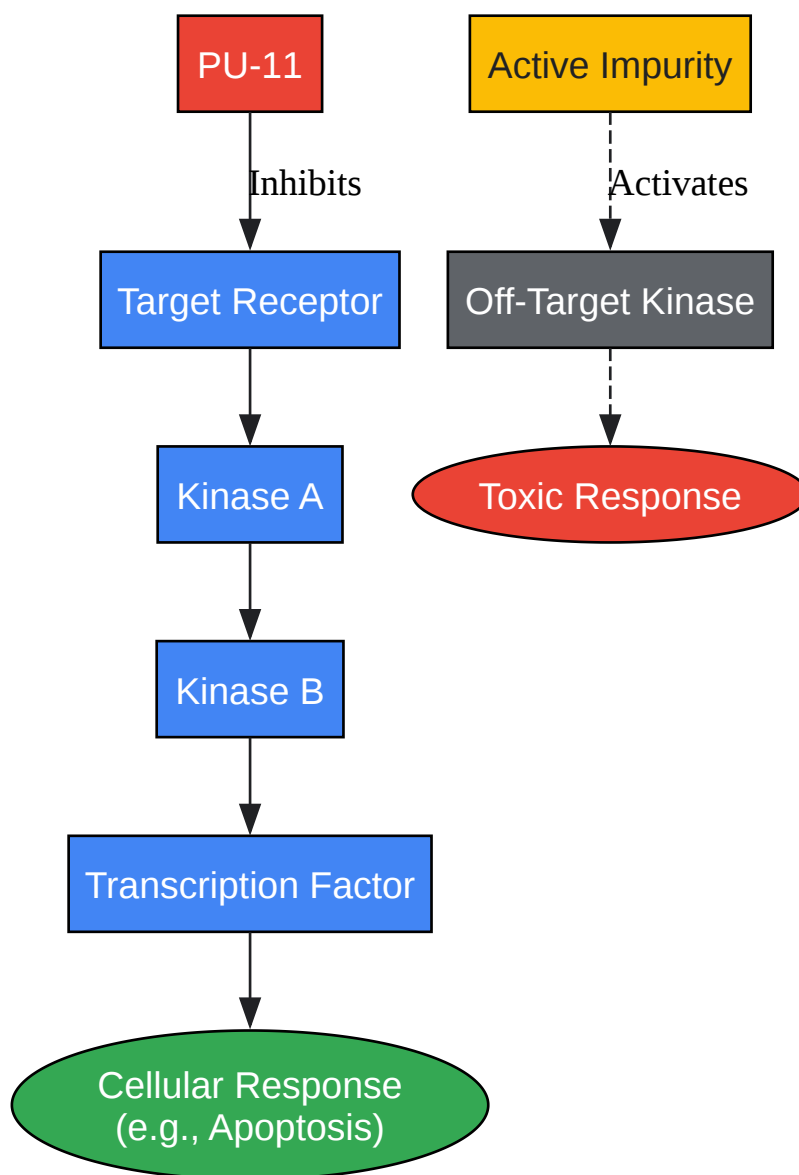 PU-11
Active Impurity
Inhibits
Activates
Target Receptor
Off-Target Kinase
Kinase A
Toxic Response
Kinase B
Transcription Factor
Cellular Response
(e.g., Apoptosis)